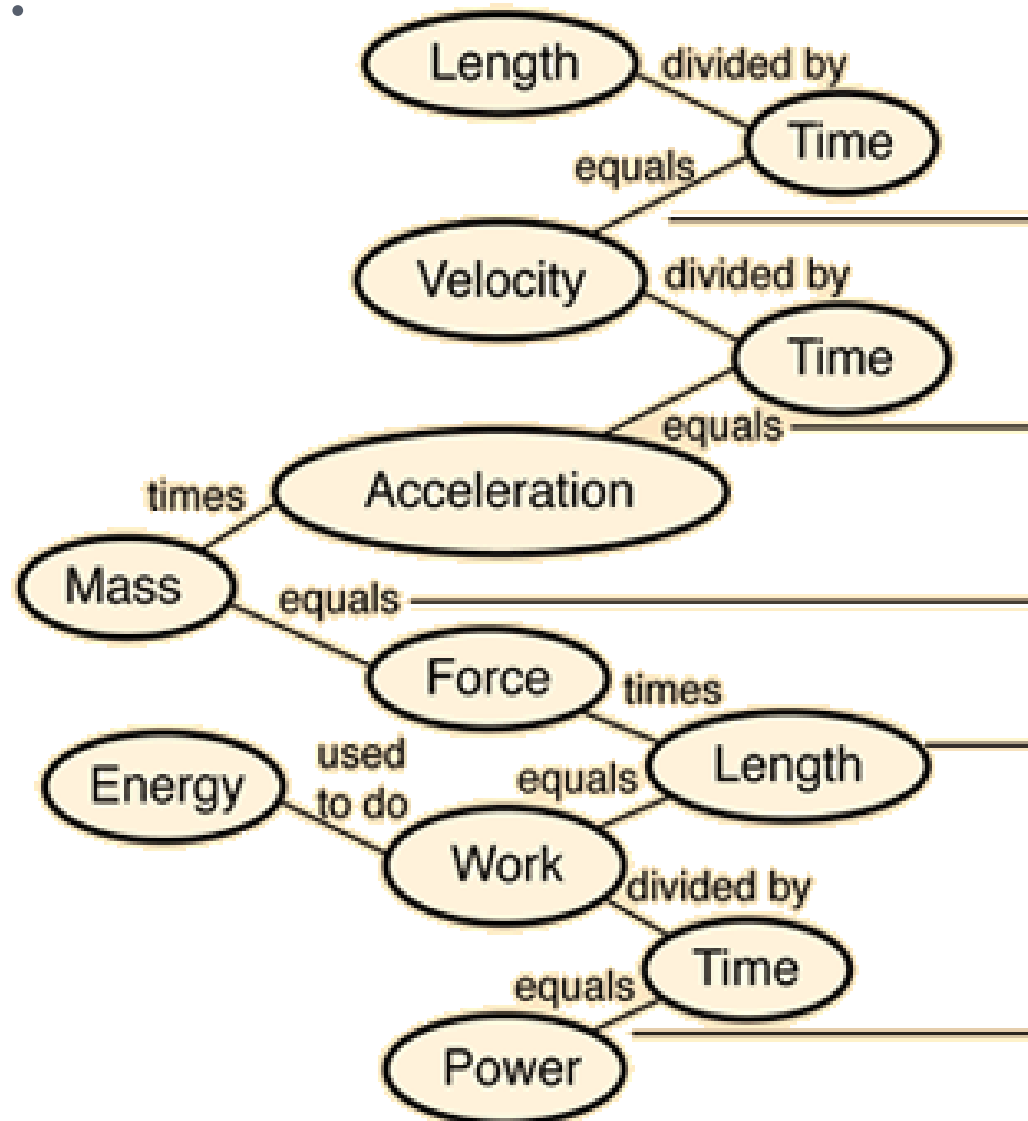 Length
divided by
Time
equals
Velocity
divided by
Time
equals
Acceleration
times
Mass
equals
Force
times
Length
equals
Energy
used
to do
Work
divided by
Time
equals
Power